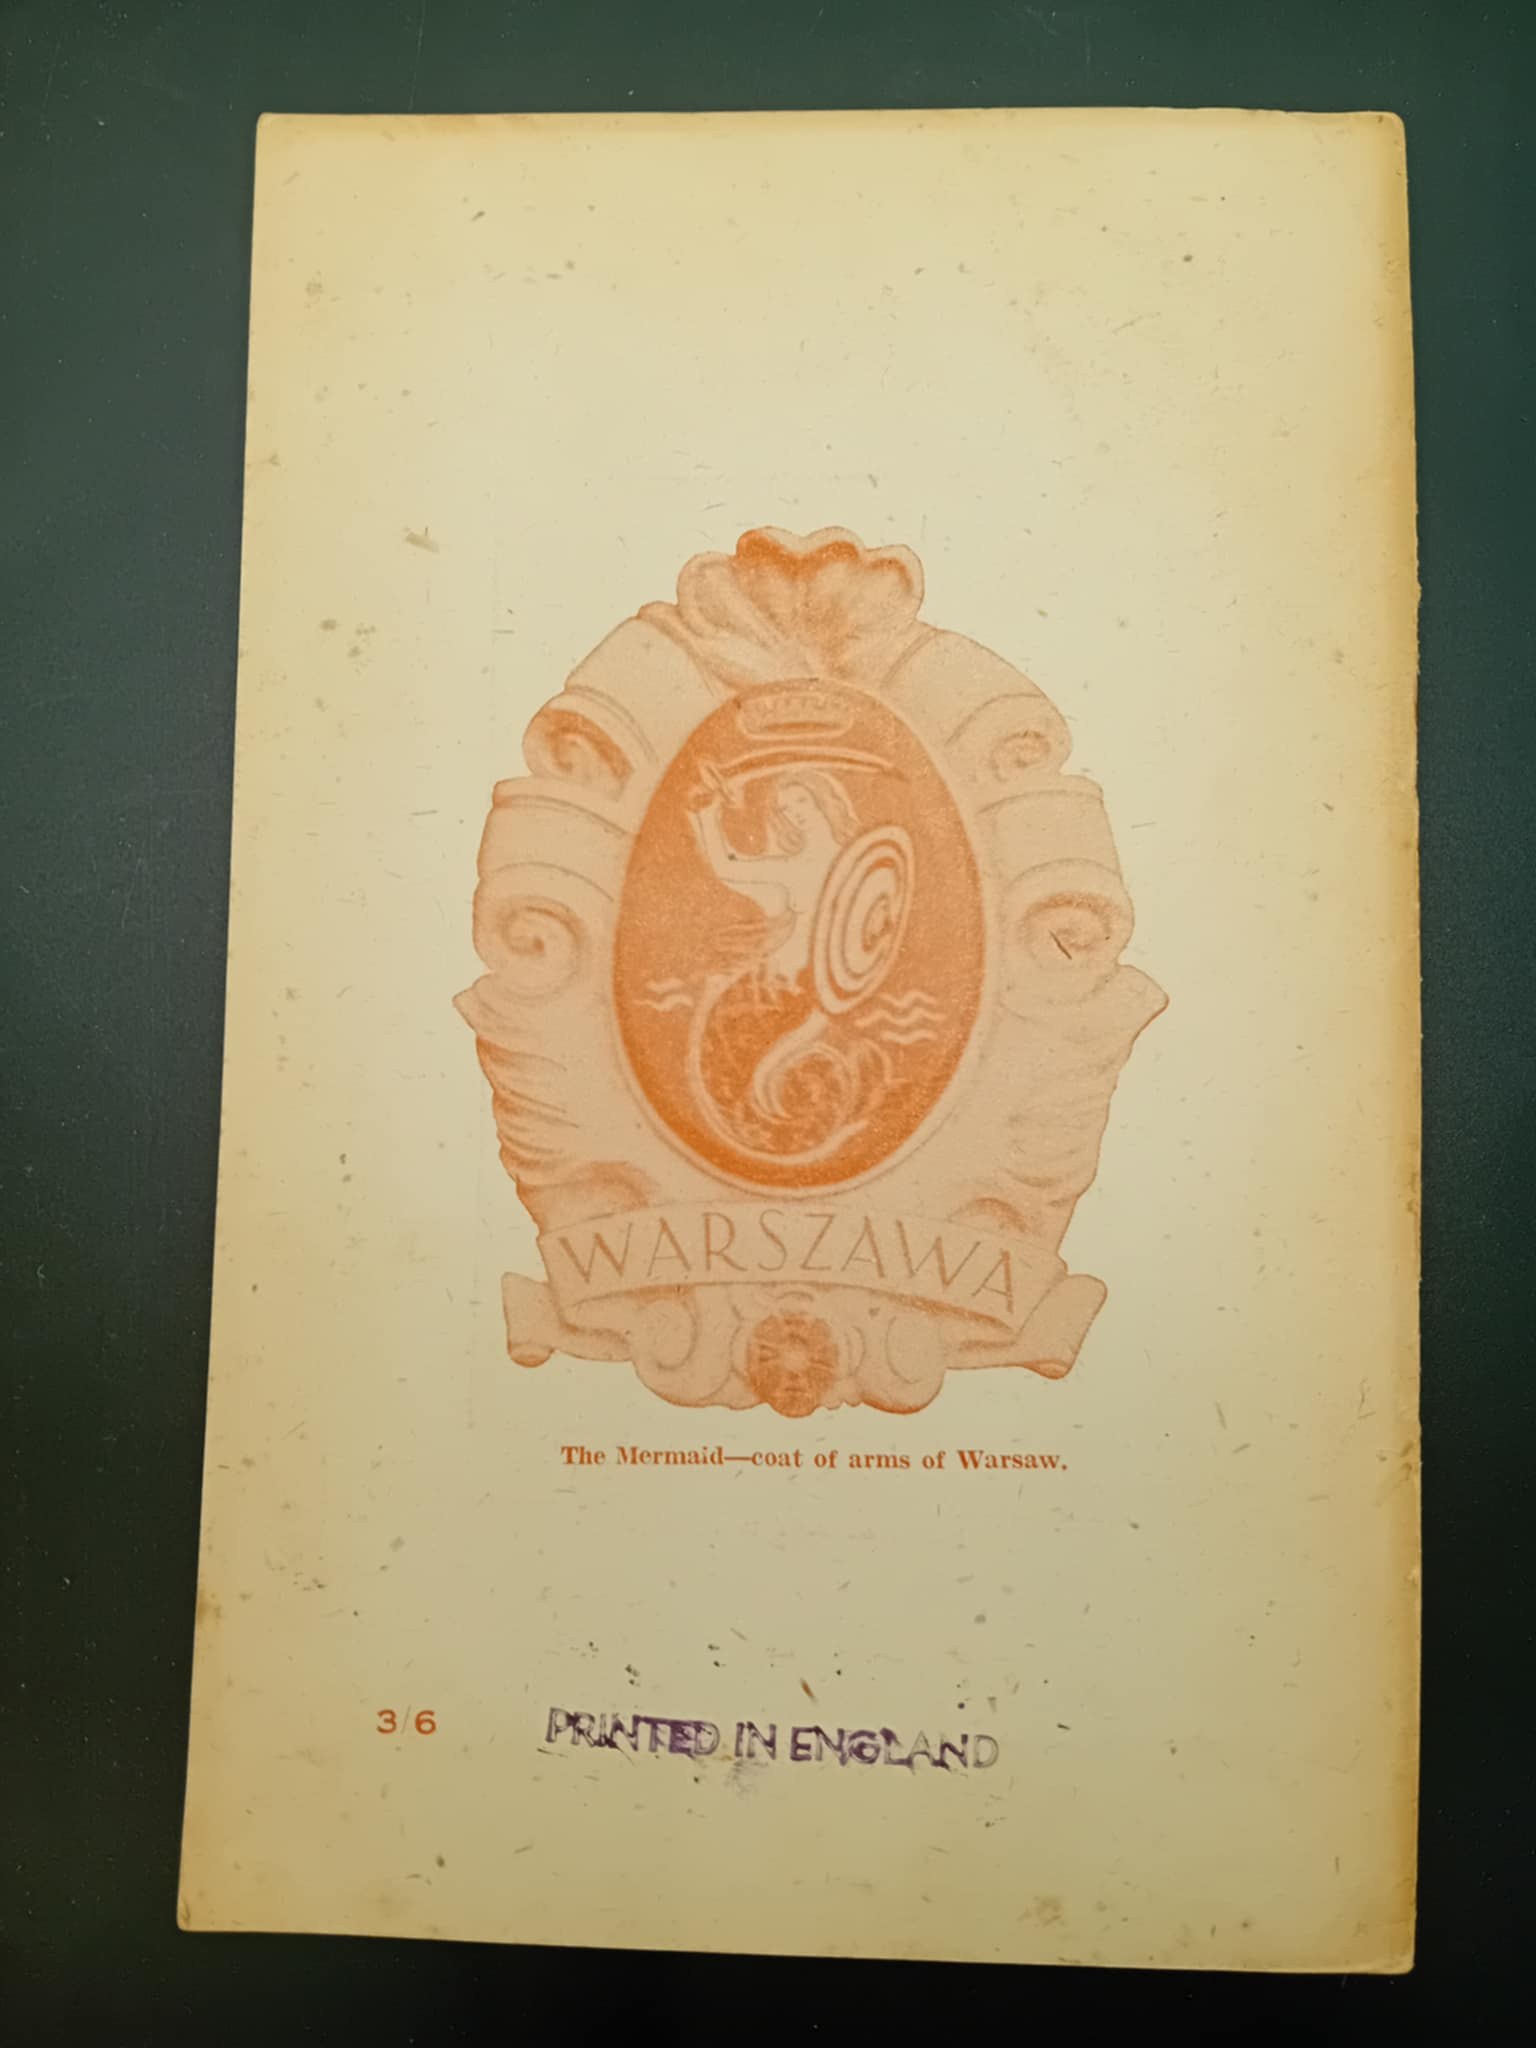 WARSZAWA
The Mermaid—coat of arms of Warsaw.
3/6
PRINTED IN ENGLAND